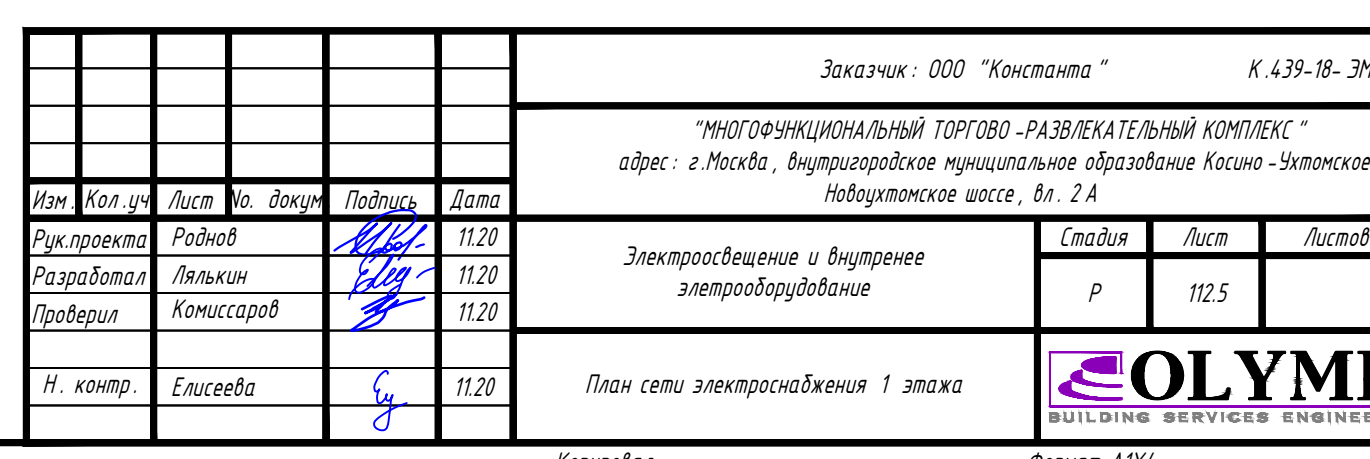 Заказчик: ООО "Константа" К.439-18-ЭМ
"МНОГОФУНКЦИОНАЛЬНЫЙ ТОРГОВО-РАЗВЛЕКАТЕЛЬНЫЙ КОМПЛЕКС"
адрес: г.Москва, внутригородское муниципальное образование Косино-Ухтомское
Новоухтомское шоссе, вл. 2 А
Изм. Кол.уч Лист No. докум Подпись Дата
Рук.проекта Роднов 11.20
Разработал Лялькин 11.20
Проверил Комиссаров 11.20
Н. контр. Елисеева 11.20
Электроосвещение и внутренее
элетрооборудование
Стадия Лист Листов
Р 112.5
План сети электроснабжения 1 этажа
OLYMP
BUILDING SERVICES ENGINEE